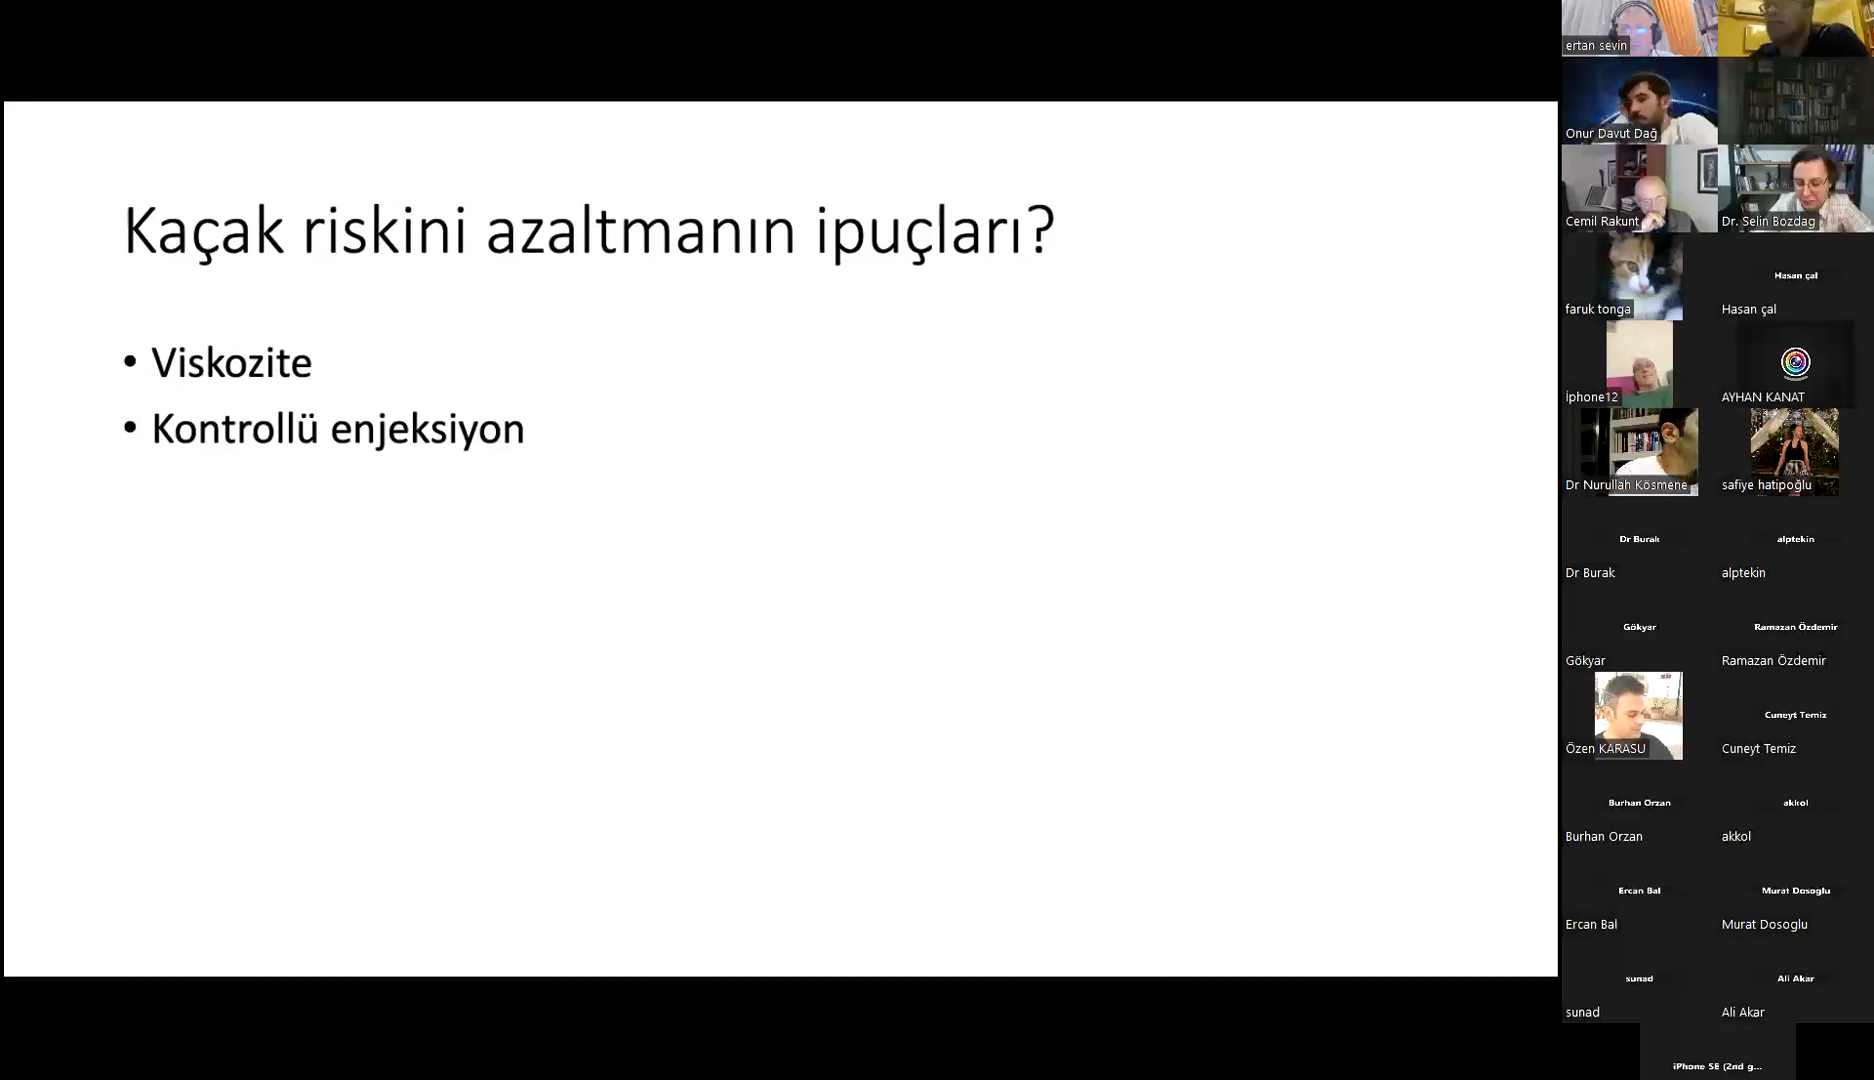 Kaçak riskini azaltmanın ipuçları?
• Viskozite
• Kontrollü enjeksiyon
ertan sevin
Onur Davut Dağ
Cemil Rakunt
Dr. Selin Bozdag
faruk tonga
Hasan çal
Hasan çal
İphone12
AYHAN KANAT
Dr Nurullah Kösmene
safiye hatipoğlu
Dr Burak
alptekin
Dr Burak
alptekin
Gökyar
Ramazan Özdemir
Gökyar
Ramazan Özdemir
Cuneyt Temiz
Özen KARASU
Cuneyt Temiz
Burhan Orzan
akkol
Burhan Orzan
akkol
Ercan Bal
Murat Dosoglu
Ercan Bal
Murat Dosoglu
sunad
Ali Akar
sunad
Ali Akar
iPhone SE (2nd g...